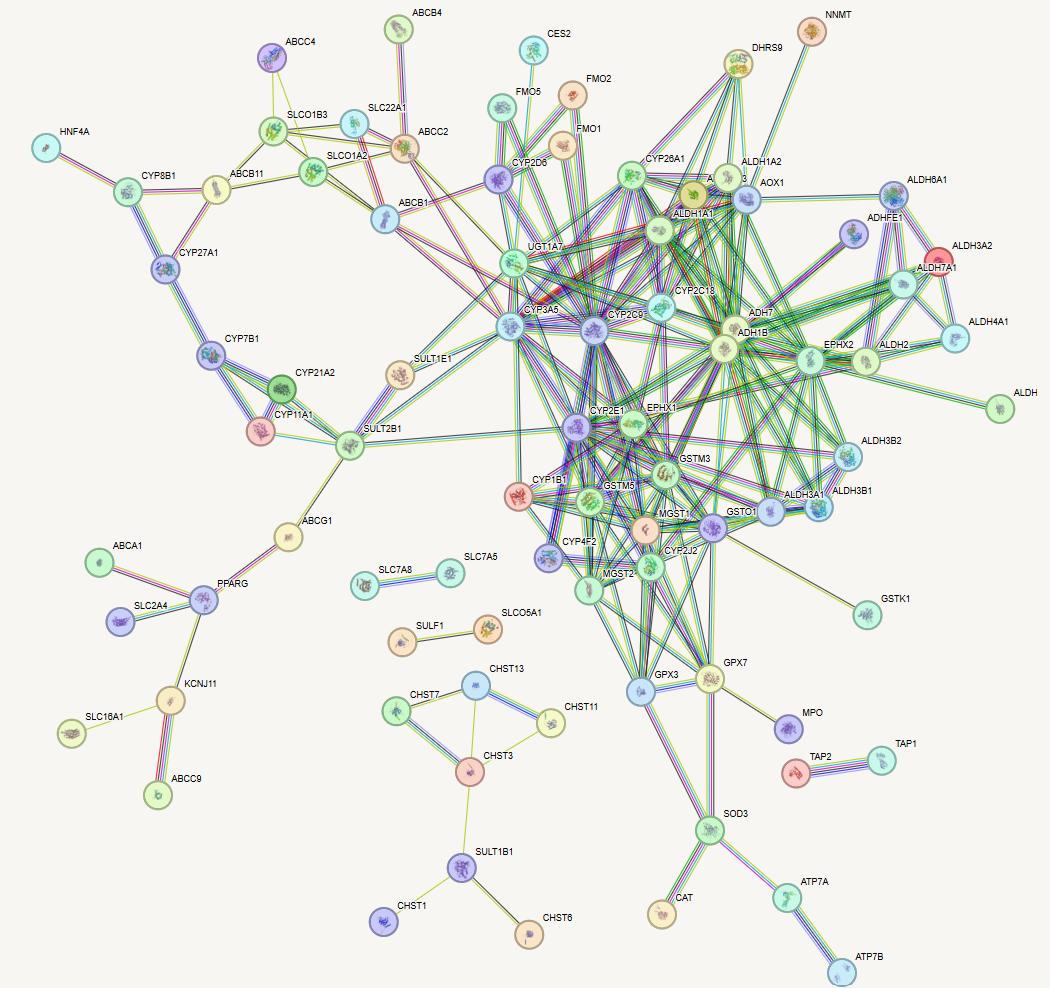 ABCB4
NNMT
CES2
ABCC4
DHRS9
FMO2
FMO5
SLC22A1
SLCO1B3
HNF4A
FMO1
ABCC2
SLCO1A2
CYP2D6
CYP26A1
ALDH1A2
ABCB11
CYP8B1
A
3
AOX1
ALDH6A1
ABCB1
ALDH1A1
ADHFE1
UGT1A7
ALDH3A2
CYP27A1
ALDH7A1
CYP2C18
CYP3A5
CYP2C9
ADH7
ADH1B
ALDH4A1
CYP7B1
SULT1E1
EPHX2
ALDH2
CYP21A2
ALDH
CYP11A1
SULT2B1
CYP2E1
EPHX1
ALDH3B2
GSTM3
CYP1B1
GSTM5
ALDH3A1
ALDH3B1
MGST1
GSTO1
ABCG1
CYP4F2
CYP2J2
ABCA1
SLC7A5
SLC7A8
MGST2
PPARG
SLC2A4
GSTK1
SLCO5A1
SULF1
CHST13
GPX7
KCNJ11
GPX3
CHST7
CHST11
SLC16A1
MPO
TAP1
CHST3
TAP2
ABCC9
SOD3
SULT1B1
ATP7A
CAT
CHST1
CHST6
ATP7B